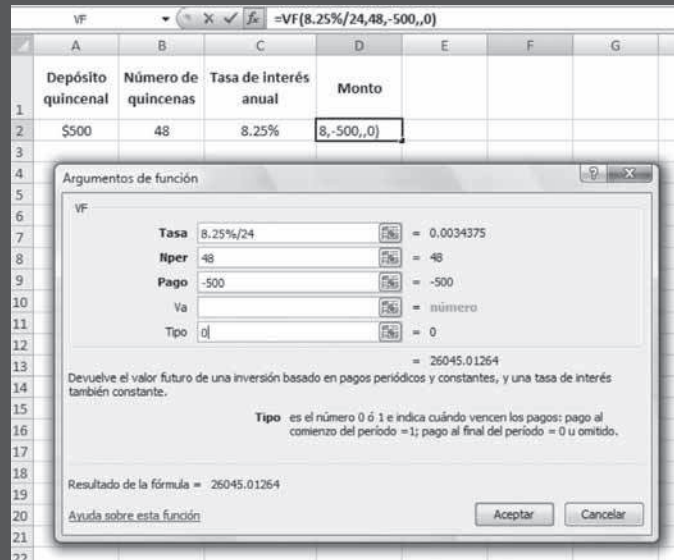 VF =VF(8.25%/24,48,-500,,0)
A B C D E F G
Depósito Número de Tasa de interés Monto
quincenal quincenas anual
1
2 $500 48 8.25% 8,-500,,0)
3
4
5
6
7
8
9
10
11
12
13
14
15
16
17
18
19
20
21
22
Argumentos de función
VF
Tasa 8.25%/24 = 0.0034375
Nper 48 = 48
Pago -500 = -500
Va = número
Tipo 0 = 0
= 26045.01264
Devuelve el valor futuro de una inversión basado en pagos periódicos y constantes, y una tasa de interés
también constante.
Tipo es el número 0 ó 1 e indica cuándo vencen los pagos: pago al
comienzo del período =1; pago al final del período = 0 u omitido.
Resultado de la fórmula = 26045.01264
Ayuda sobre esta función Aceptar Cancelar